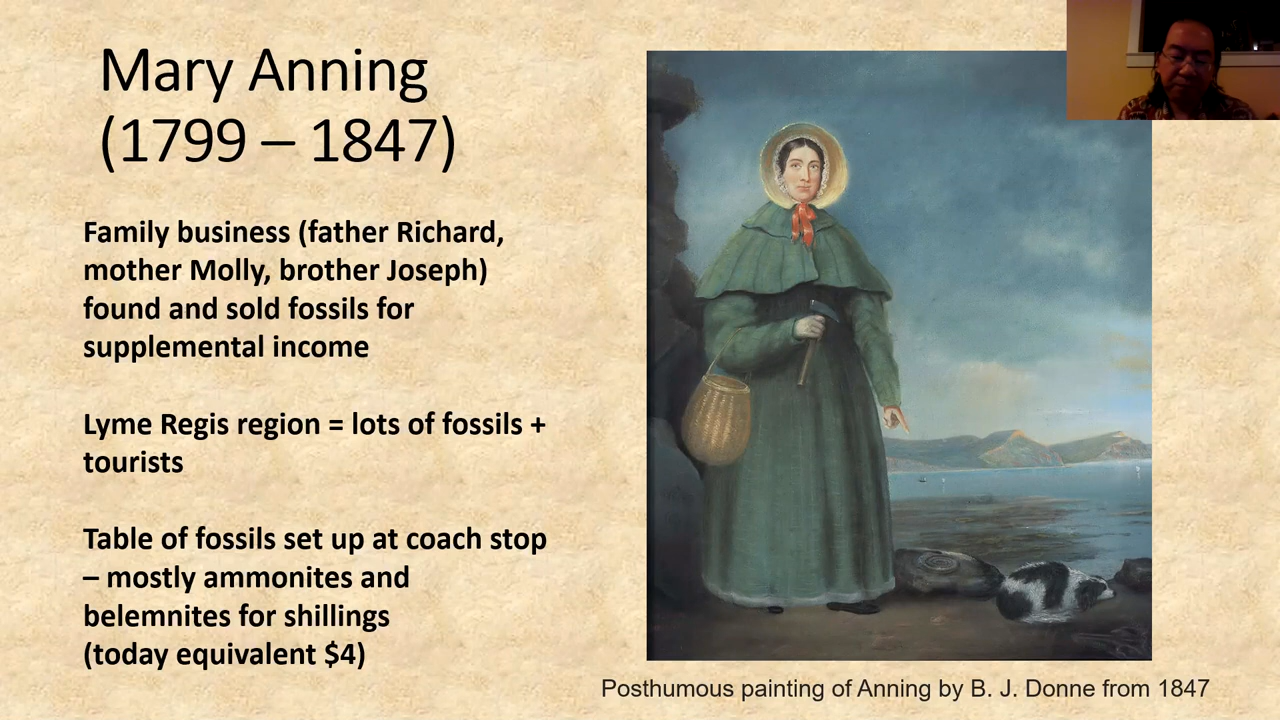 Mary Anning
(1799 – 1847)
Family business (father Richard,
mother Molly, brother Joseph)
found and sold fossils for
supplemental income
Lyme Regis region = lots of fossils +
tourists
Table of fossils set up at coach stop
– mostly ammonites and
belemnites for shillings
(today equivalent $4)
Posthumous painting of Anning by B. J. Donne from 1847